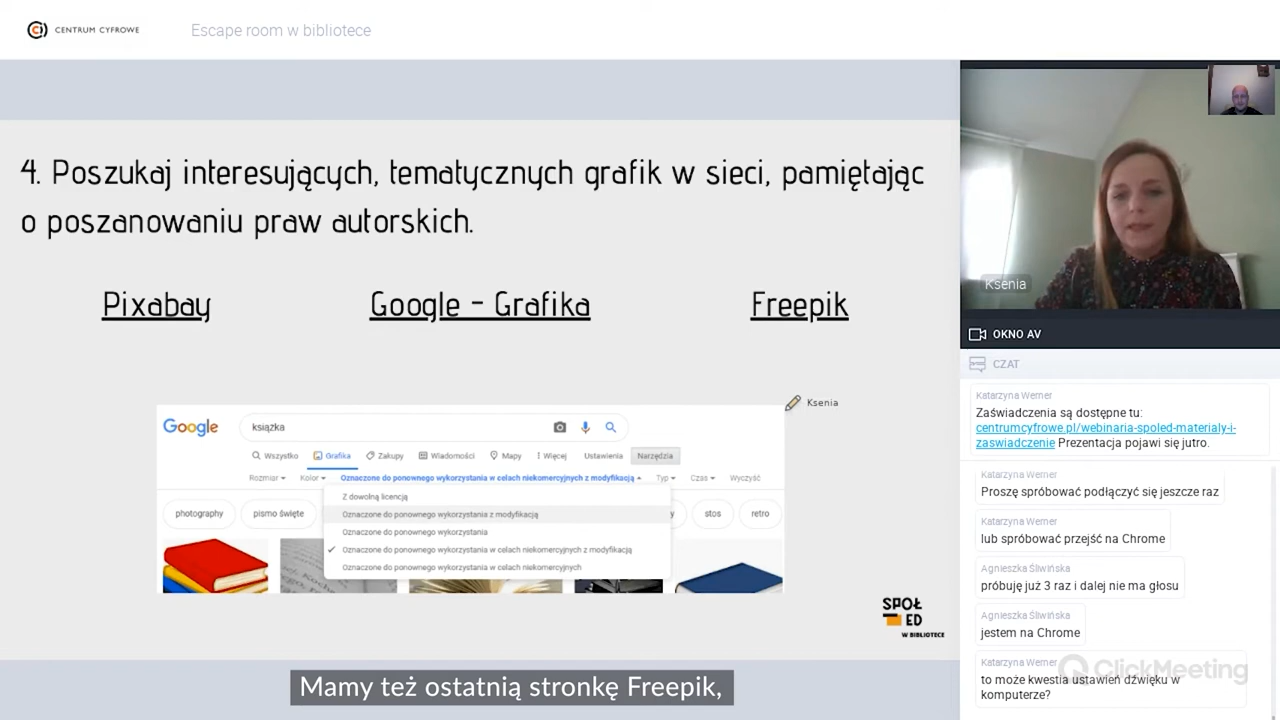 CENTRUM CYFROWE
Escape room w bibliotece
4. Poszukaj interesujących, tematycznych grafik w sieci, pamiętając
o poszanowaniu praw autorskich.
Pixabay
Google - Grafika
Freepik
Ksenia
Google
książka
Wszystko Grafika Zakupy Wiadomości Mapy Więcej Ustawienia Narzędzia
Rozmiar Kolor Oznaczone do ponownego wykorzystania w celach niekomercyjnych z modyfikacją Typ Czas Wyczyść
Z dowolną licencją
Oznaczone do ponownego wykorzystania z modyfikacją
Oznaczone do ponownego wykorzystania
Oznaczone do ponownego wykorzystania w celach niekomercyjnych z modyfikacją
Oznaczone do ponownego wykorzystania w celach niekomercyjnych
photography pismo święte y stos retro
SPOŁ
ED
W BIBLIOTECE
Mamy też ostatnią stronkę Freepik,
Ksenia
OKNO AV
CZAT
Katarzyna Werner
Zaświadczenia są dostępne tu:
centrumcyfrowe.pl/webinaria-spoled-materialy-i-
zaswiadczenie Prezentacja pojawi się jutro.
Katarzyna Werner
Proszę spróbować podłączyć się jeszcze raz
Katarzyna Werner
lub spróbować przejść na Chrome
Agnieszka Śliwińska
próbuję już 3 raz i dalej nie ma głosu
Agnieszka Śliwińska
jestem na Chrome
Katarzyna Werner
to może kwestia ustawień dźwięku w
komputerze?
ClickMeeting